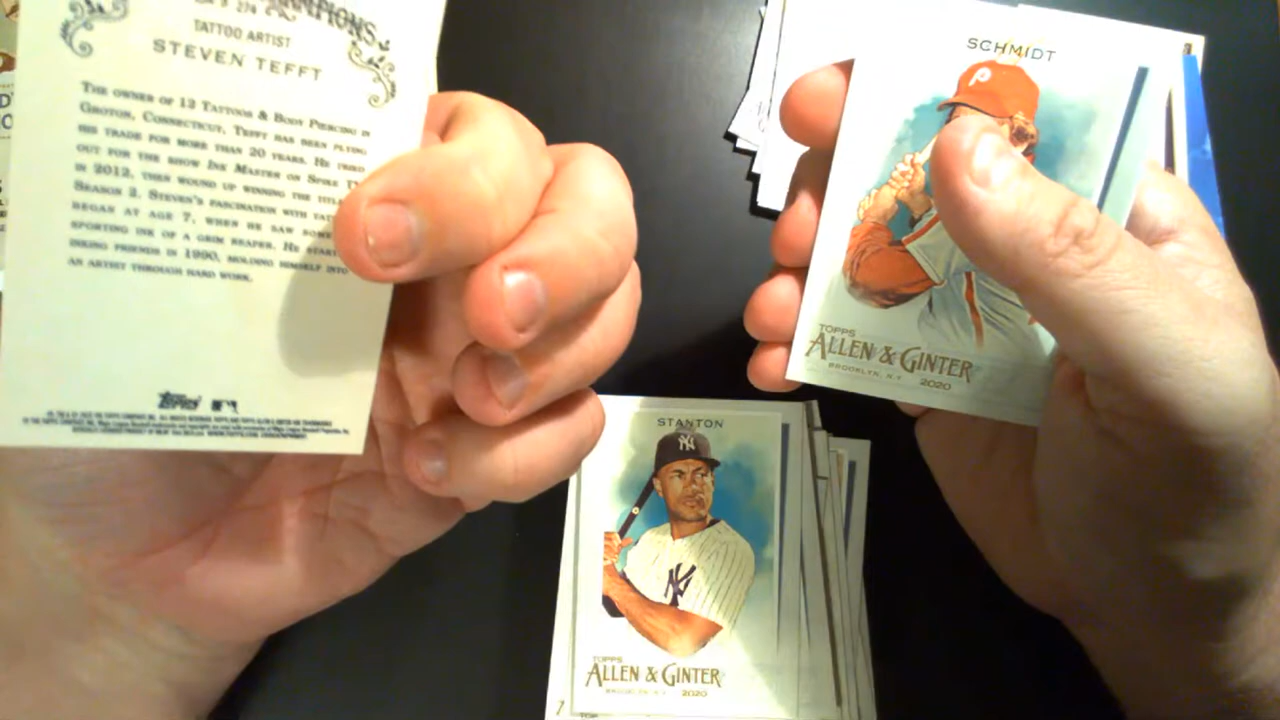 TATTOO ARTIST
STEVEN TEFFT
THE OWNER OF 13 TATTOOS & BODY PIERCING IN
GROTON, CONNECTICUT, TEFFT HAS BEEN PLYING
HIS TRADE FOR MORE THAN 20 YEARS. HE TRIED
OUT FOR THE SHOW INK MASTER ON SPIKE
IN 2012, THEN WOUND UP WINNING THE TITLE
SEASON 2. STEVEN'S FASCINATION WITH
BEGAN AT AGE 7, WHEN HE SAW
SPORTING INK OF A GRIM REAPER. HE
INKING FRIENDS IN 1990, MOLDING HIMSELF INTO
AN ARTIST THROUGH HARD WORK.
TOPPS
SCHMIDT
P
TOPPS
ALLEN & GINTER
BROOKLYN, N.Y.
2020
STANTON
NY
NY
TOPPS
ALLEN & GINTER
BROOKLYN, N.Y.
2020